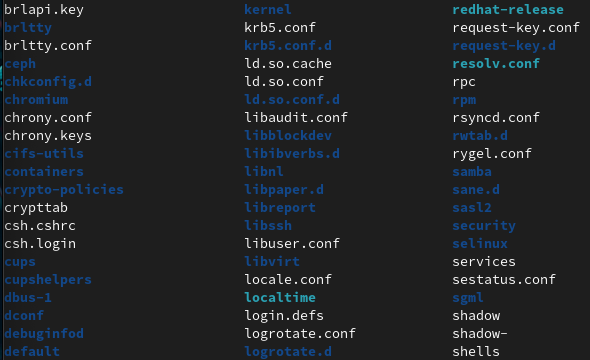 brlapi.key kernel redhat-release
brltty krb5.conf request-key.conf
brltty.conf krb5.conf.d request-key.d
ceph ld.so.cache resolv.conf
chkconfig.d ld.so.conf rpc
chromium ld.so.conf.d rpm
chrony.conf libaudit.conf rsyncd.conf
chrony.keys libblockdev rwtab.d
cifs-utils libibverbs.d rygel.conf
containers libnl samba
crypto-policies libpaper.d sane.d
crypttab libreport sasl2
csh.cshrc libssh security
csh.login libuser.conf selinux
cups libvirt services
cupshelpers locale.conf sestatus.conf
dbus-1 localtime sgml
dconf login.defs shadow
debuginfod logrotate.conf shadow-
default logrotate.d shells